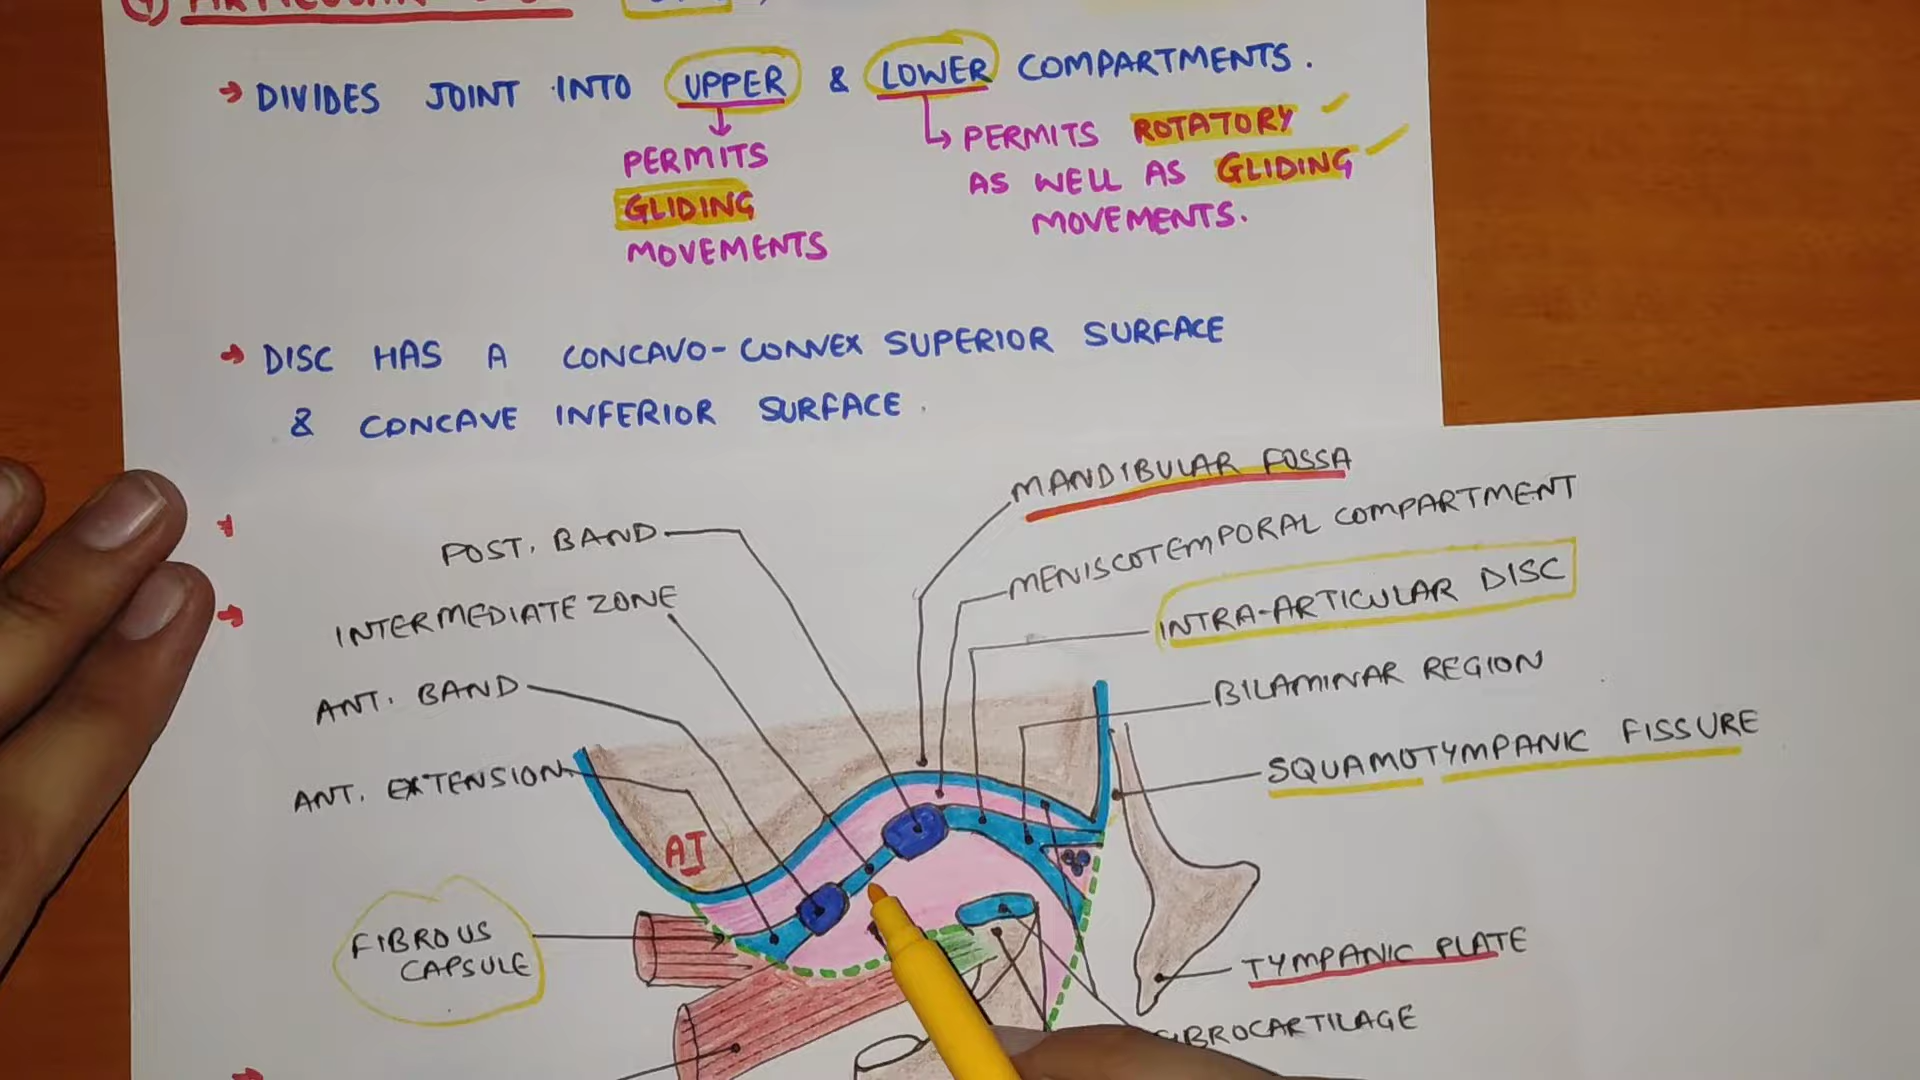 → DIVIDES JOINT INTO UPPER & LOWER COMPARTMENTS.
↓
PERMITS
GLIDING
MOVEMENTS
↳ PERMITS ROTATORY ✓
AS WELL AS GLIDING ✓
MOVEMENTS.
→ DISC HAS A CONCAVO-CONVEX SUPERIOR SURFACE
& CONCAVE INFERIOR SURFACE.
MANDIBULAR FOSSA
MENISCOTEMPORAL COMPARTMENT
INTRA-ARTICULAR DISC
BILAMINAR REGION
SQUAMOTYMPANIC FISSURE
POST. BAND
INTERMEDIATE ZONE
ANT. BAND
ANT. EXTENSION
AT
FIBROUS
CAPSULE
TYMPANIC PLATE